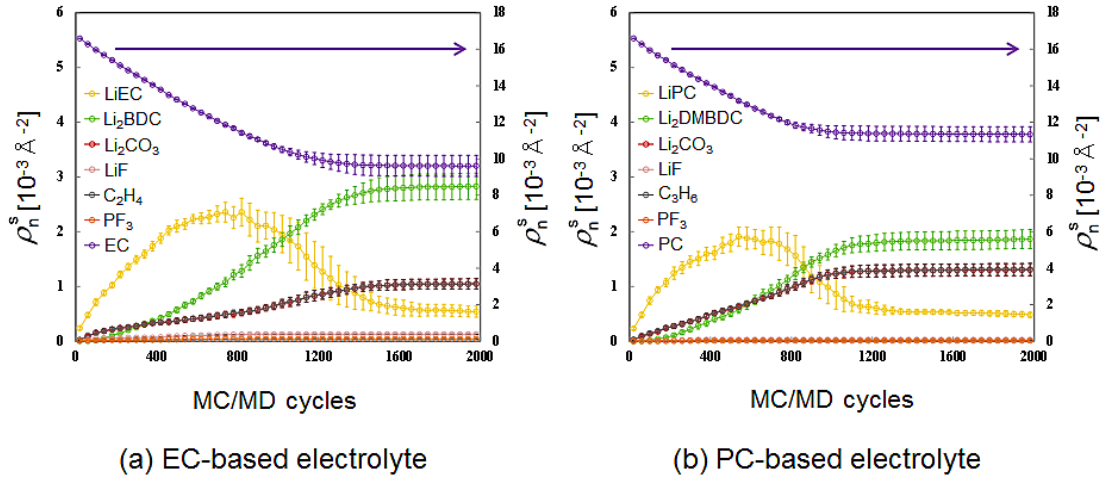 6
5
4
3
2
1
0
18
16
14
12
10
8
6
4
2
0
0
400
800
1200
1600
2000
ρₙˢ [10⁻³ Å⁻²]
ρₙˢ [10⁻³ Å⁻²]
LiEC
Li₂BDC
Li₂CO₃
LiF
C₂H₄
PF₃
EC
MC/MD cycles
(a) EC-based electrolyte
6
5
4
3
2
1
0
18
16
14
12
10
8
6
4
2
0
0
400
800
1200
1600
2000
ρₙˢ [10⁻³ Å⁻²]
ρₙˢ [10⁻³ Å⁻²]
LiPC
Li₂DMBDC
Li₂CO₃
LiF
C₃H₆
PF₃
PC
MC/MD cycles
(b) PC-based electrolyte